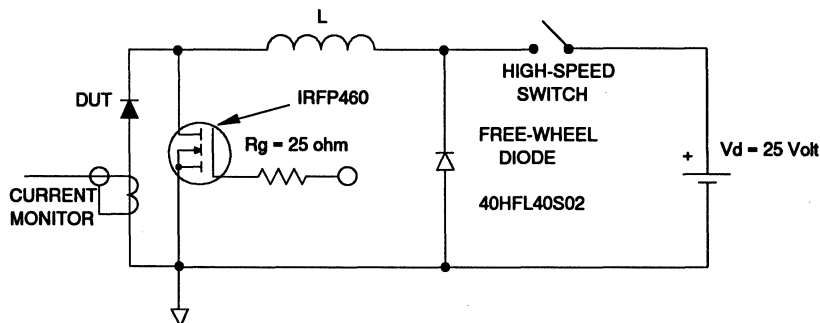 L
HIGH-SPEED
SWITCH
DUT
IRFP460
Rg = 25 ohm
FREE-WHEEL
DIODE
Vd = 25 Volt
+
CURRENT
MONITOR
40HFL40S02